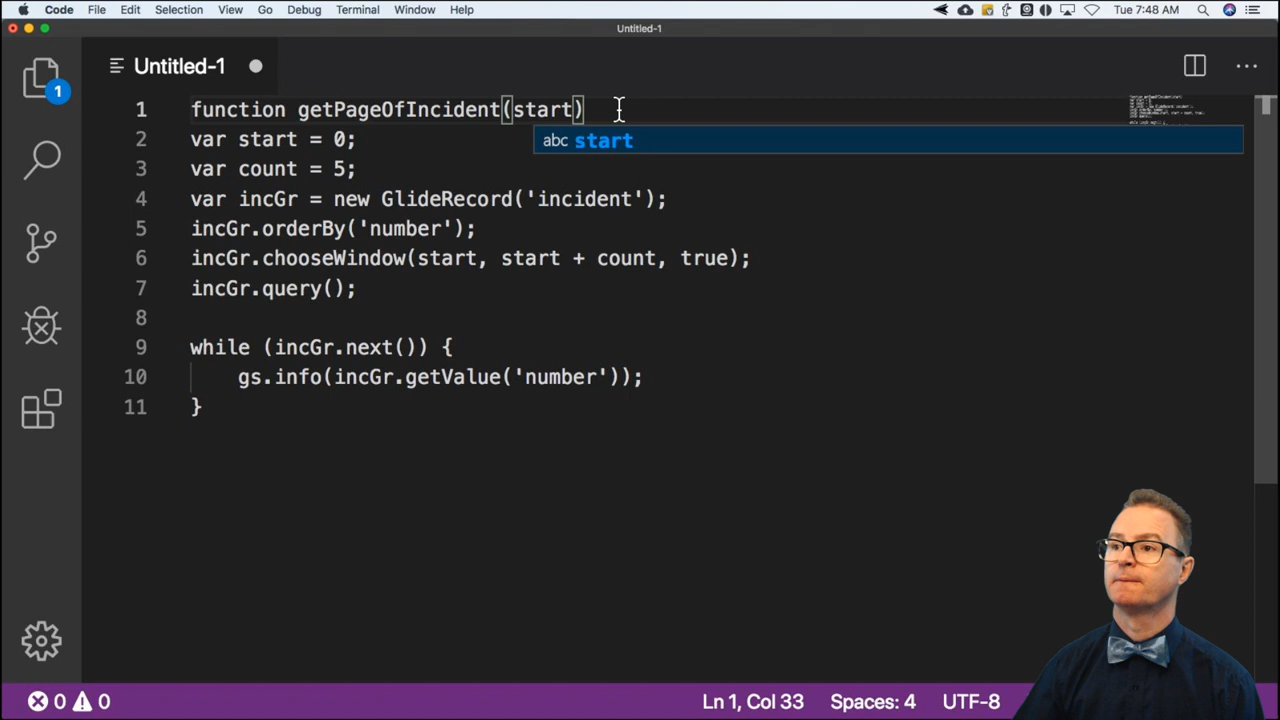 Code File Edit Selection View Go Debug Terminal Window Help Tue 7:48 AM
Untitled-1
1
Untitled-1
1 function getPageOfIncident(start)
abc start
2 var start = 0;
3 var count = 5;
4 var incGr = new GlideRecord('incident');
5 incGr.orderBy('number');
6 incGr.chooseWindow(start, start + count, true);
7 incGr.query();
8
9 while (incGr.next()) {
10 gs.info(incGr.getValue('number'));
11 }
0 0 Ln 1, Col 33 Spaces: 4 UTF-8